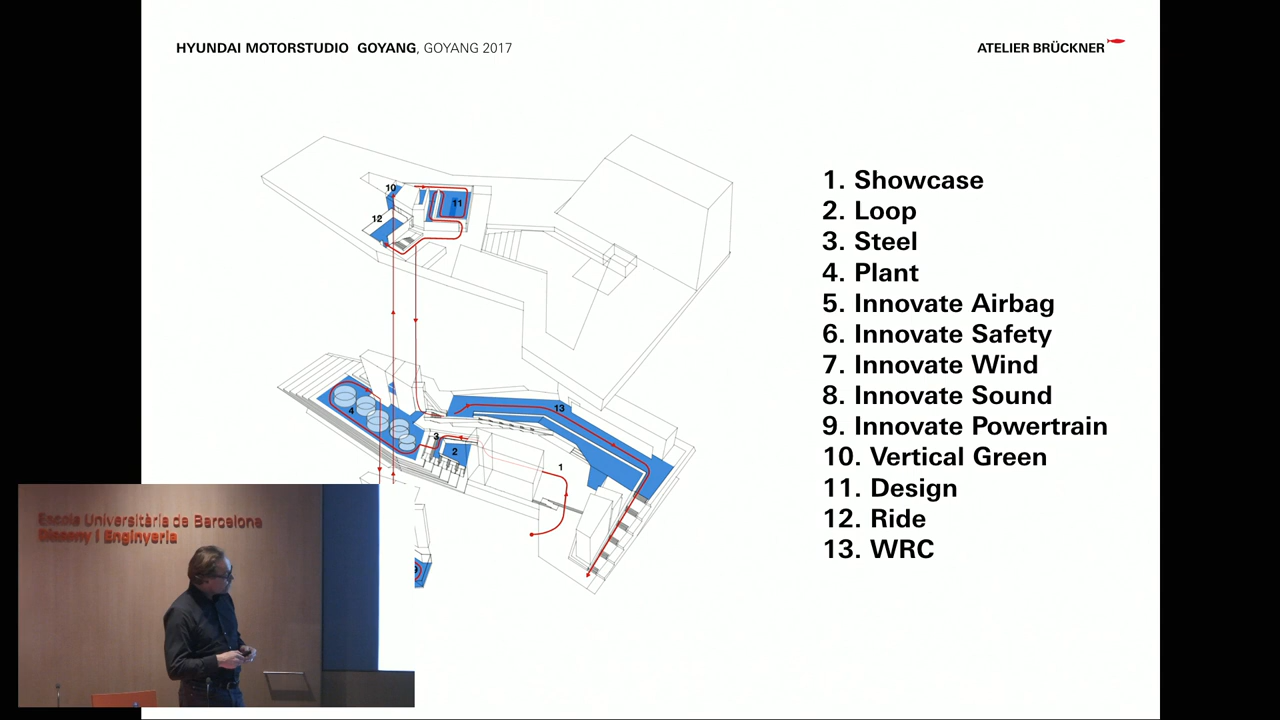 HYUNDAI MOTORSTUDIO GOYANG, GOYANG 2017
ATELIER BRÜCKNER
1. Showcase
2. Loop
3. Steel
4. Plant
5. Innovate Airbag
6. Innovate Safety
7. Innovate Wind
8. Innovate Sound
9. Innovate Powertrain
10. Vertical Green
11. Design
12. Ride
13. WRC
10
11
12
13
4
3
2
1
9
Escola Universitària de Barcelona
Disseny i Enginyeria